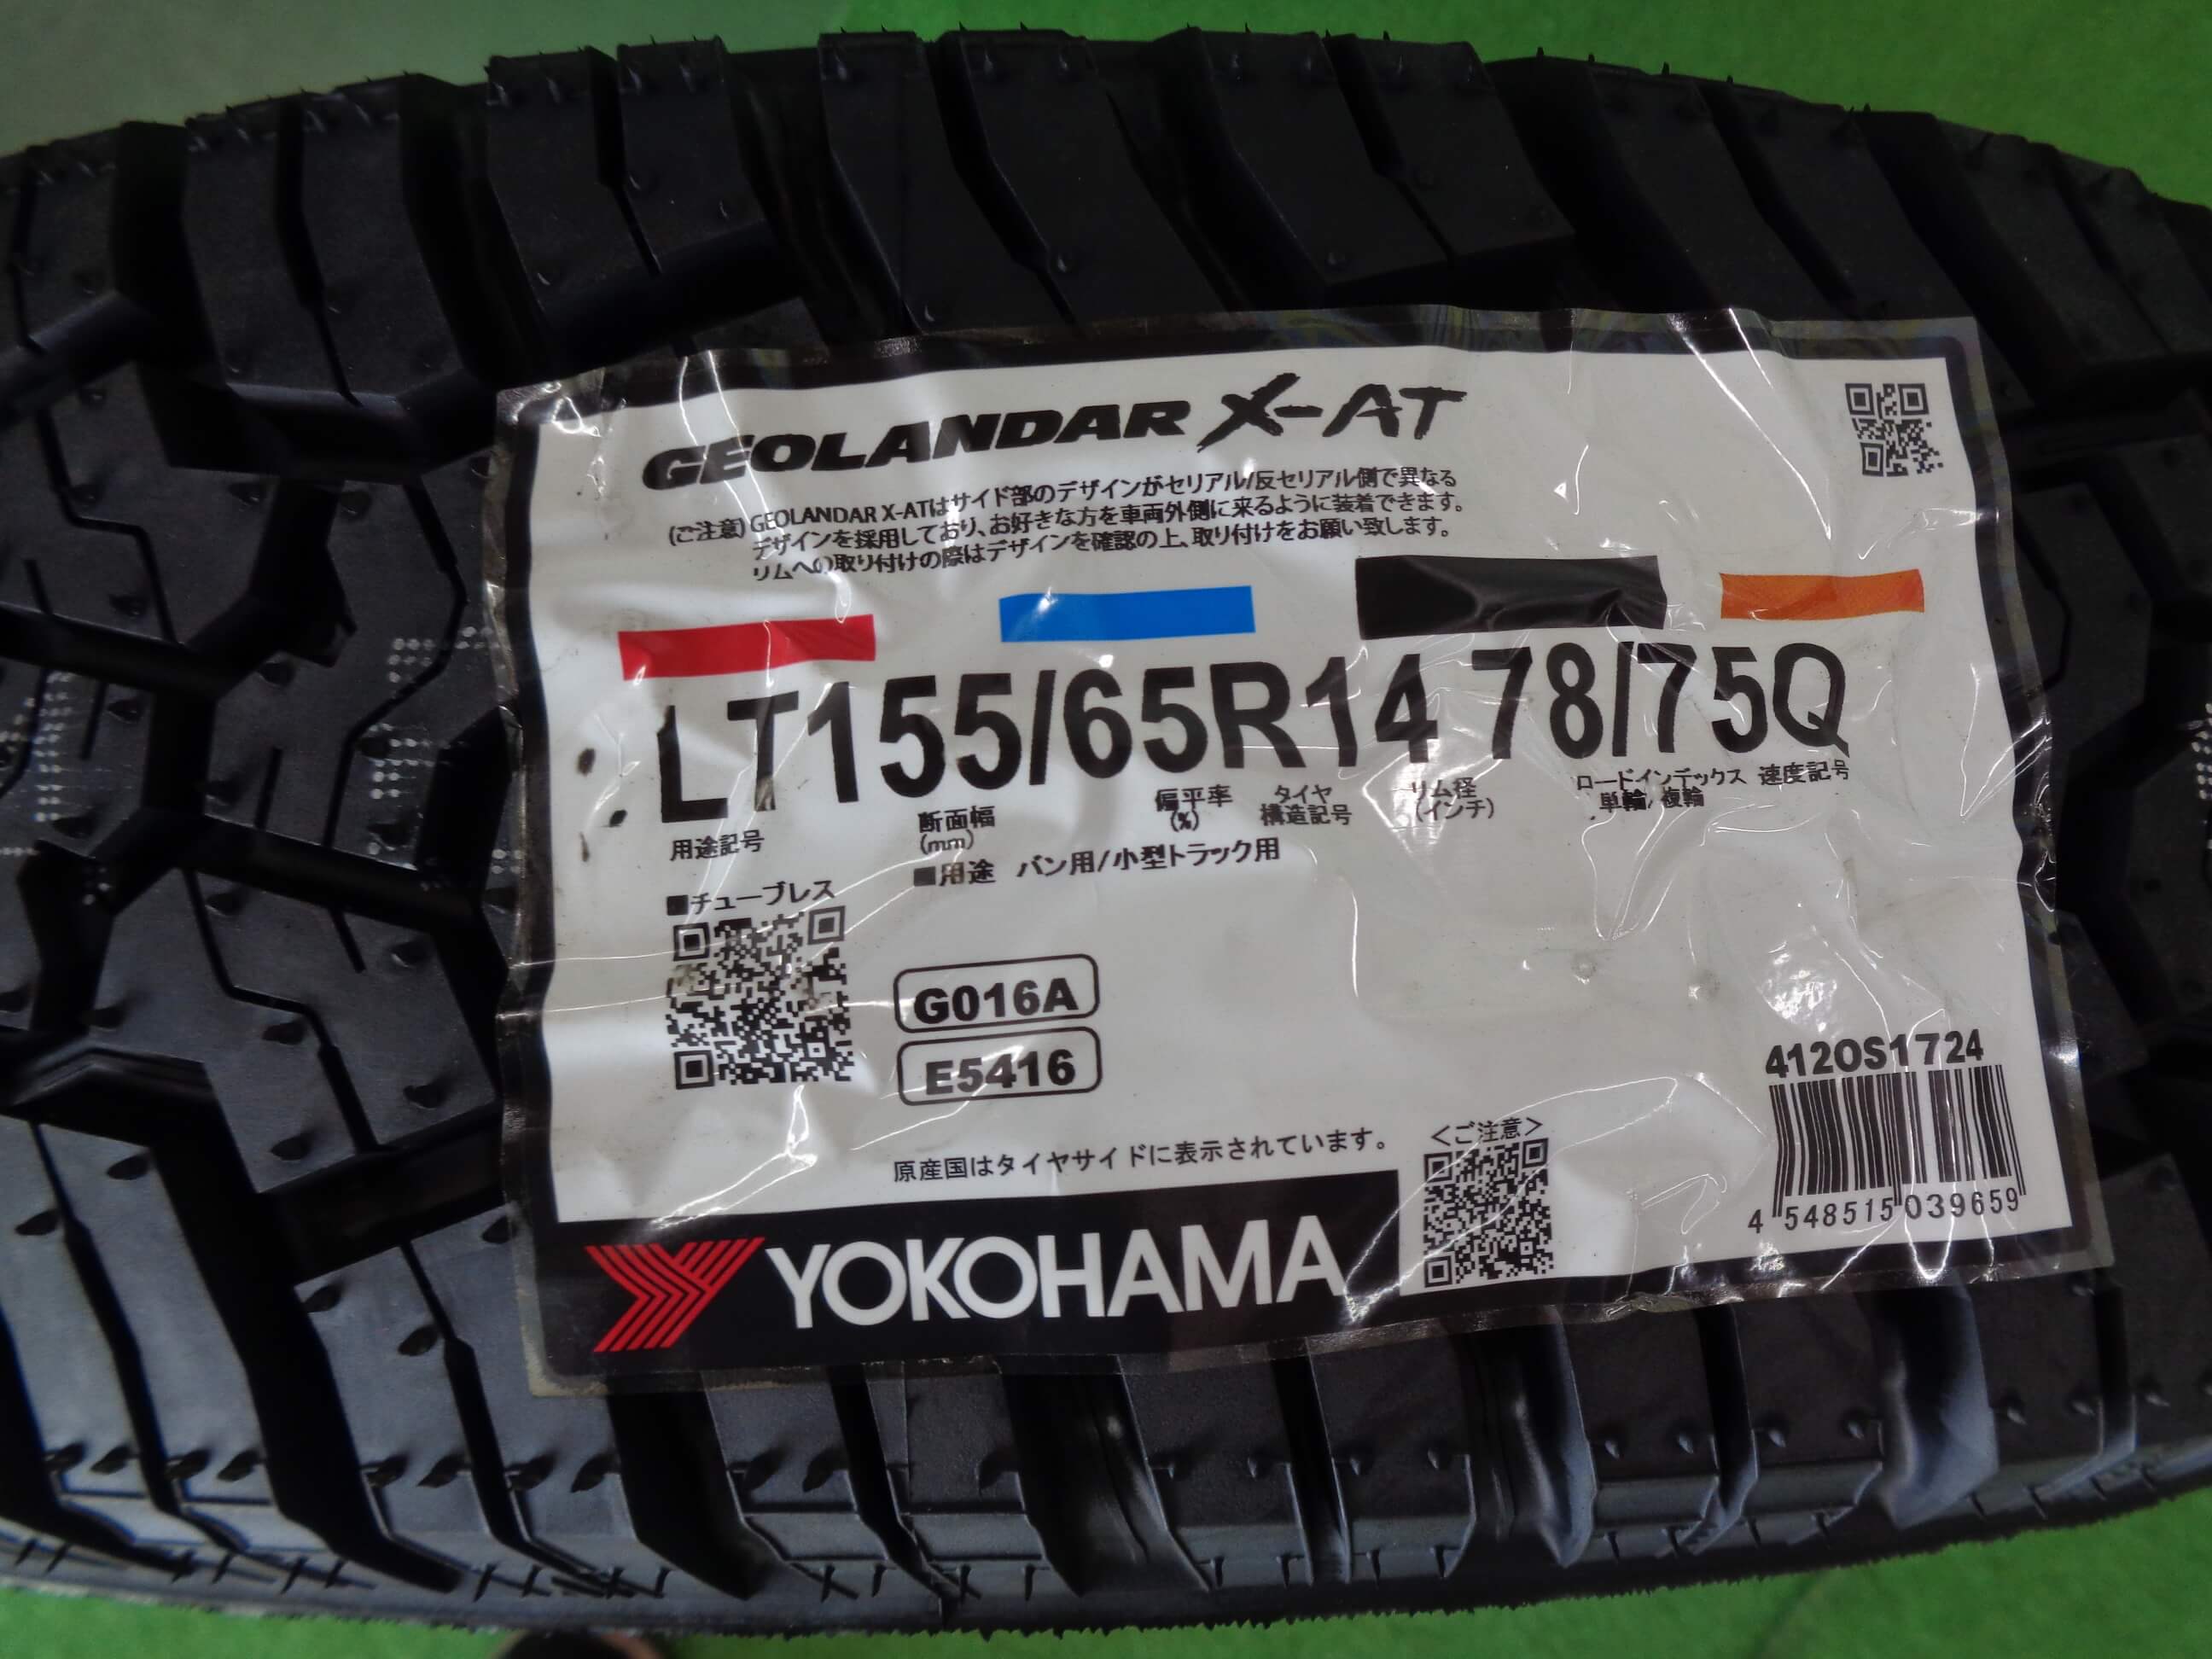 GEOLANDAR X-AT
(ご注意) GEOLANDAR X-ATはサイド部のデザインがセリアル/反セリアル側で異なる
デザインを採用しており、お好きな方を車両外側に来るように装着できます。
リムへの取り付けの際はデザインを確認の上、取り付けをお願い致します。
LT155/65R14 78/75Q
用途記号 断面幅 (mm) 偏平率 (%) タイヤ 構造記号 リム径 (インチ) ロードインデックス 単輪/複輪 速度記号
■チューブレス ■用途 バン用/小型トラック用
G016A
E5416
4120S1724
原産国はタイヤサイドに表示されています。
<ご注意>
4 548515 039659
YOKOHAMA